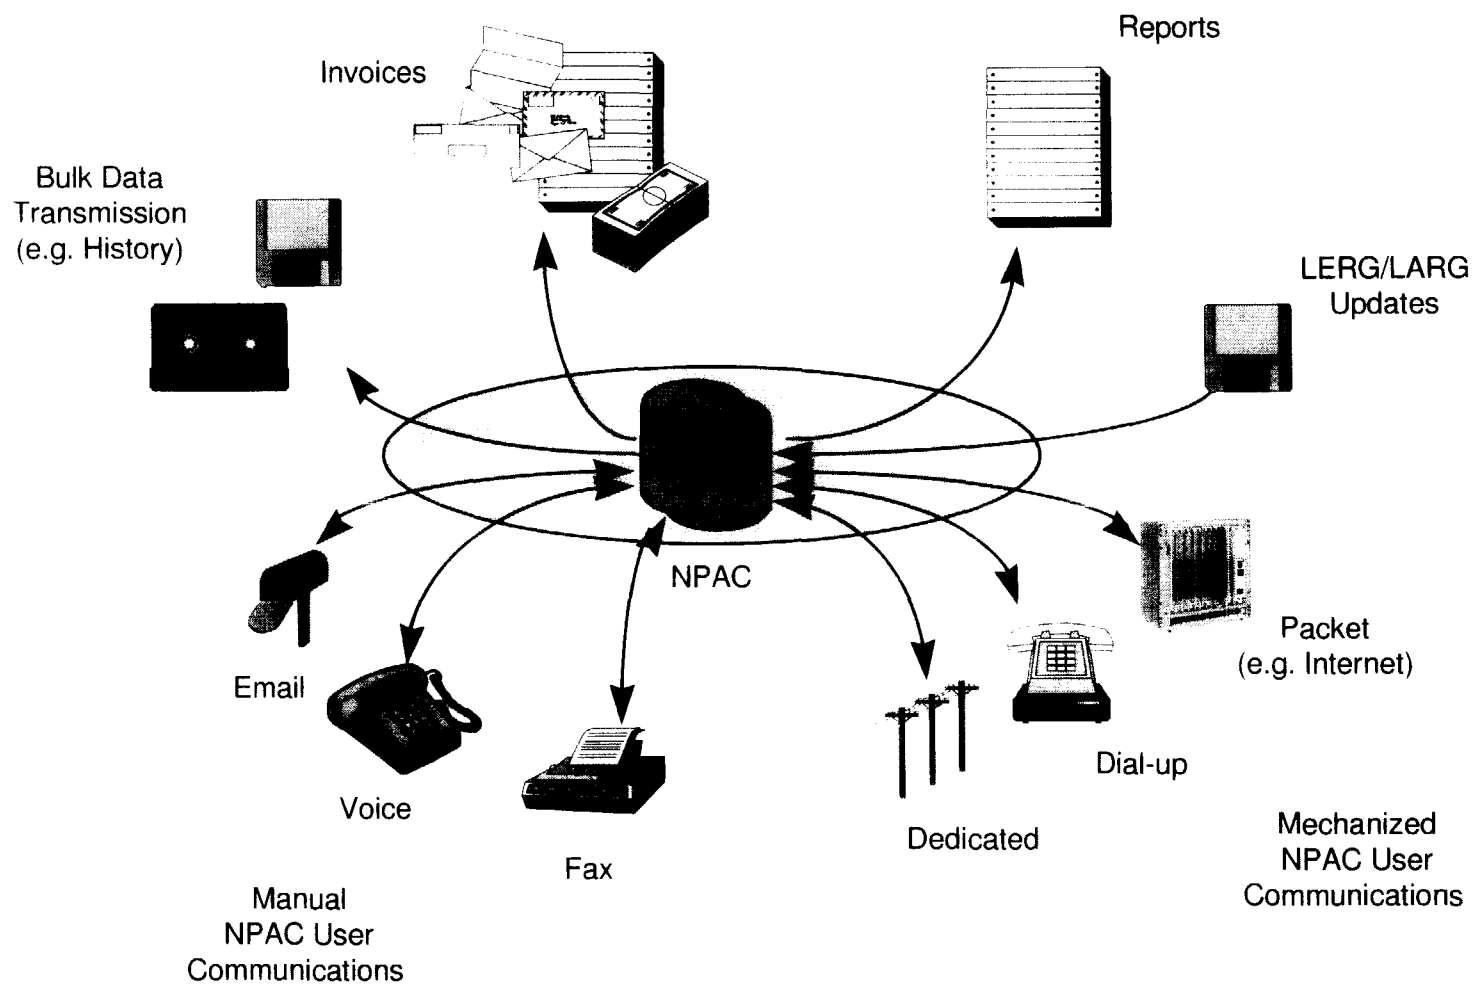 Reports
Invoices
Bulk Data
Transmission
(e.g. History)
LERG/LARG
Updates
NPAC
Packet
(e.g. Internet)
Email
Dial-up
Voice
Dedicated
Fax
Mechanized
NPAC User
Communications
Manual
NPAC User
Communications